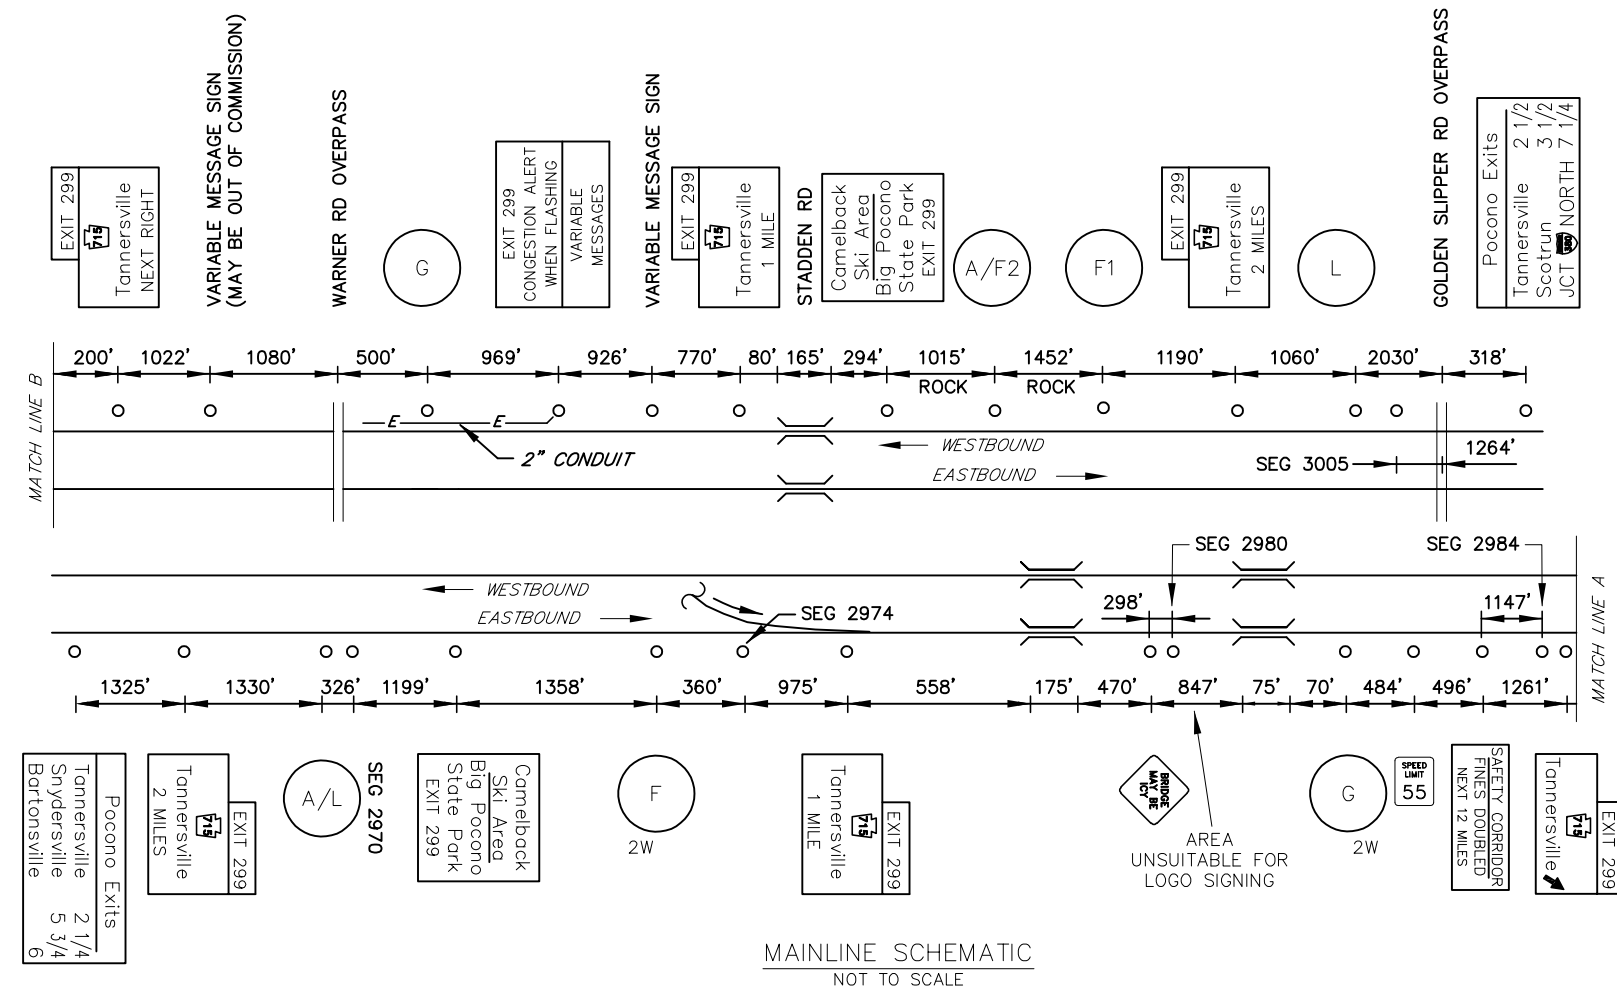 EXIT 299
715
Tannersville
NEXT RIGHT
VARIABLE MESSAGE SIGN
(MAY BE OUT OF COMMISSION)
WARNER RD OVERPASS
G
EXIT 299
CONGESTION ALERT
WHEN FLASHING
VARIABLE
MESSAGES
VARIABLE MESSAGE SIGN
EXIT 299
715
Tannersville
1 MILE
STADDEN RD
Camelback
Ski Area
Big Pocono
State Park
EXIT 299
A/F2
F1
EXIT 299
715
Tannersville
2 MILES
L
GOLDEN SLIPPER RD OVERPASS
Pocono Exits
Tannersville 2 1/2
Scotrun 3 1/2
JCT 380 NORTH 7 1/4
200' 1022' 1080' 500' 969' 926' 770' 80' 165' 294' 1015' 1452' 1190' 1060' 2030' 318'
ROCK ROCK
MATCH LINE B
E E
2" CONDUIT
WESTBOUND
EASTBOUND
SEG 3005
1264'
SEG 2980
SEG 2984
WESTBOUND
EASTBOUND
SEG 2974
298'
1147'
MATCH LINE A
1325' 1330' 326' 1199' 1358' 360' 975' 558' 175' 470' 847' 75' 70' 484' 496' 1261'
Pocono Exits
Tannersville 2 1/4
Snydersville 5 3/4
Bartonsville 6
EXIT 299
715
Tannersville
2 MILES
A/L
SEG 2970
Camelback
Ski Area
Big Pocono
State Park
EXIT 299
F
2W
EXIT 299
715
Tannersville
1 MILE
BRIDGE
MAY BE
ICY
AREA
UNSUITABLE FOR
LOGO SIGNING
G
2W
SPEED
LIMIT
55
SAFETY CORRIDOR
FINES DOUBLED
NEXT 12 MILES
EXIT 299
715
Tannersville
MAINLINE SCHEMATIC
NOT TO SCALE